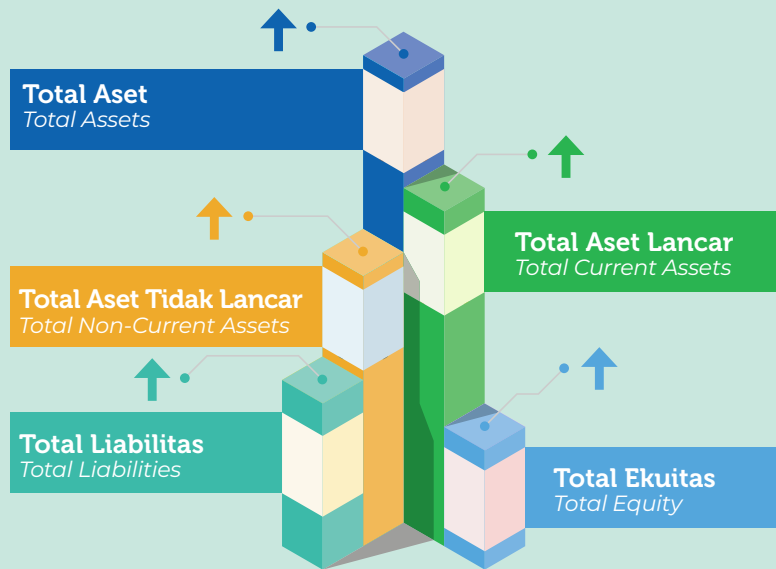 Total Aset
Total Assets
Total Aset Lancar
Total Current Assets
Total Aset Tidak Lancar
Total Non-Current Assets
Total Liabilitas
Total Liabilities
Total Ekuitas
Total Equity